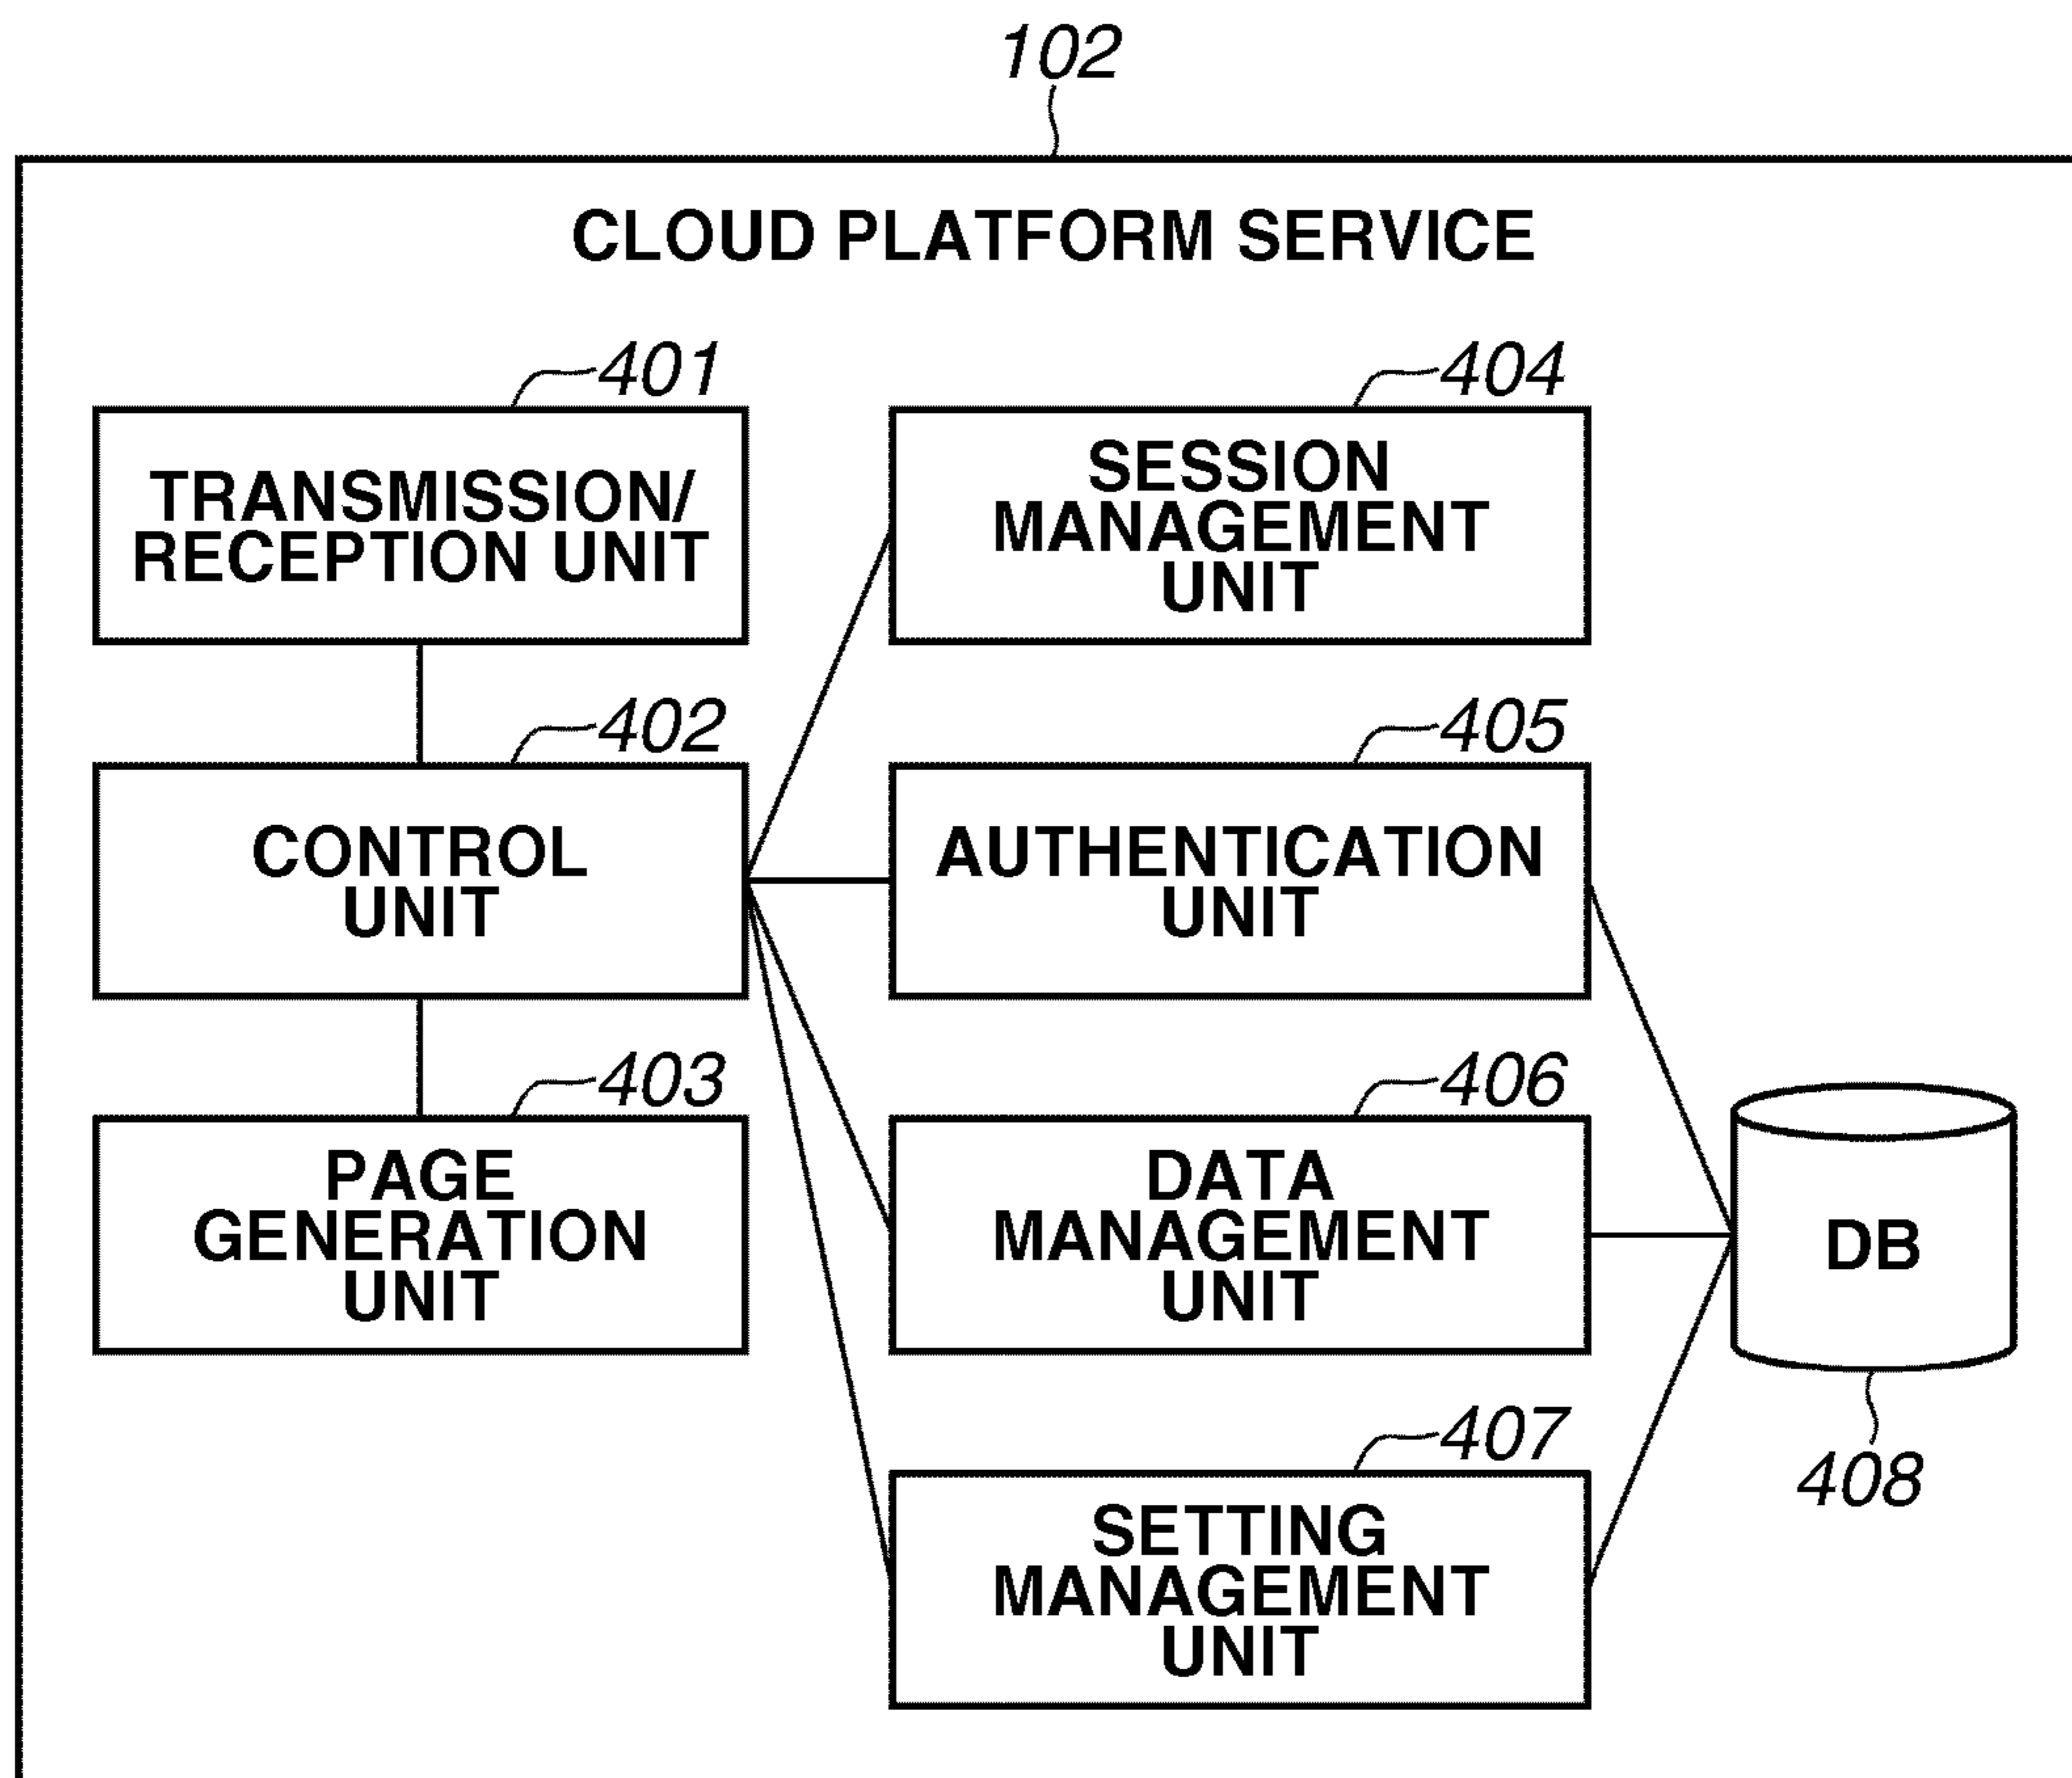 102
CLOUD PLATFORM SERVICE
401
TRANSMISSION/
RECEPTION UNIT
402
CONTROL
UNIT
403
PAGE
GENERATION
UNIT
404
SESSION
MANAGEMENT
UNIT
405
AUTHENTICATION
UNIT
406
DATA
MANAGEMENT
UNIT
407
SETTING
MANAGEMENT
UNIT
DB
408